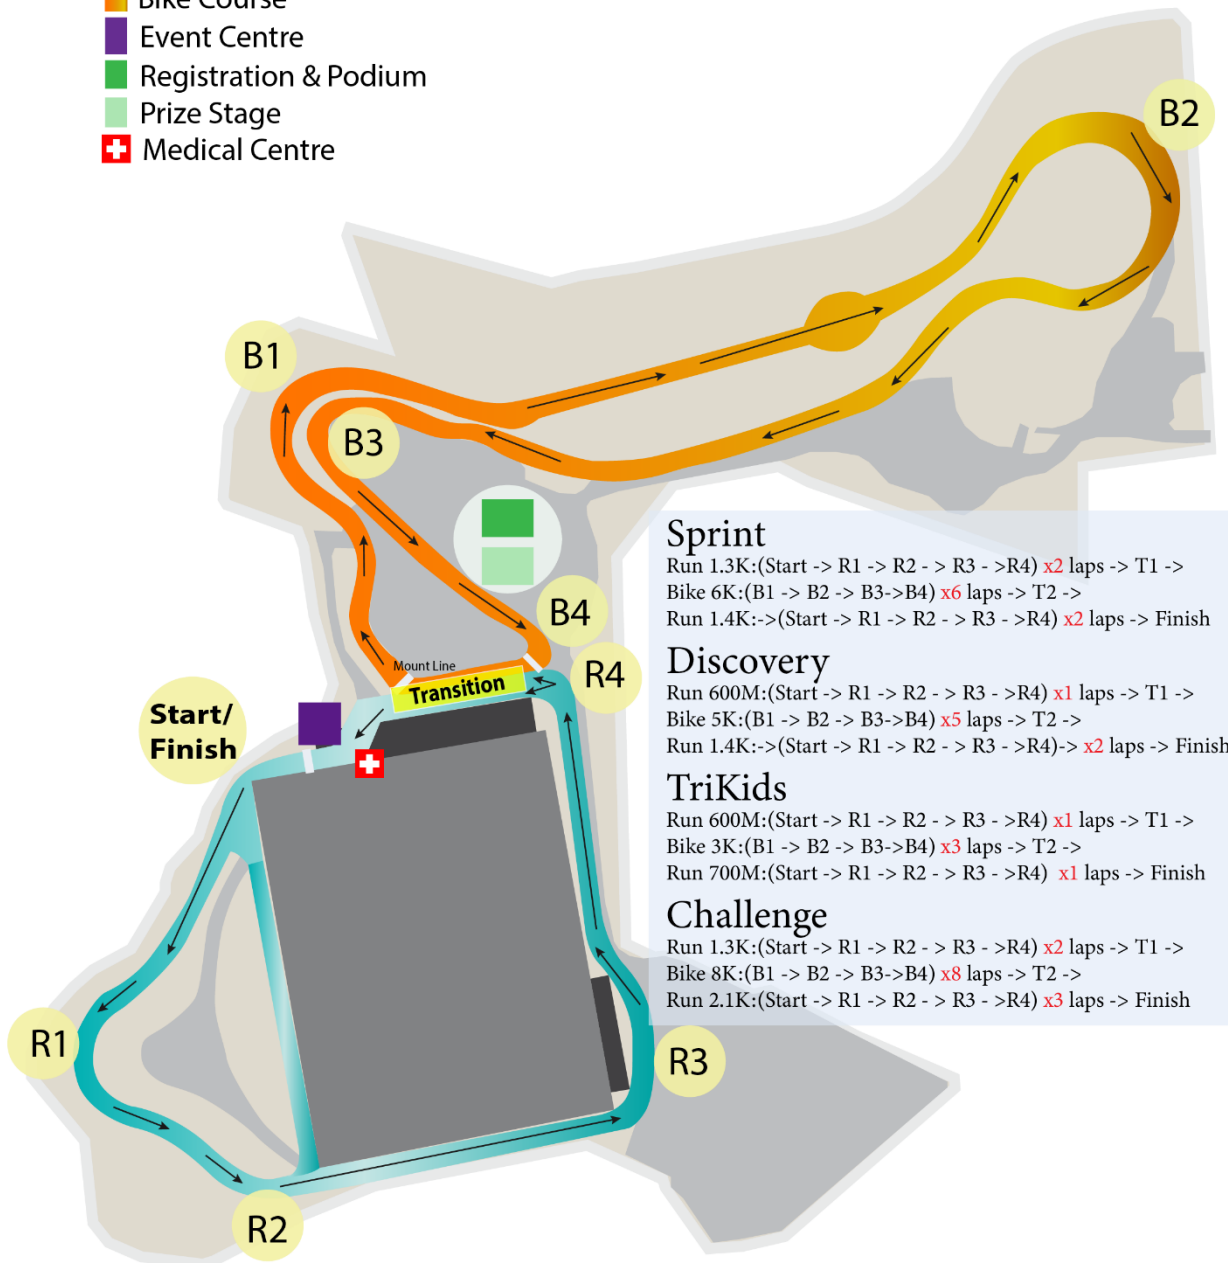 Bike Course
Event Centre
Registration & Podium
Prize Stage
Medical Centre
B2
B1
B3
B4
R4
Mount Line
Transition
Start/
Finish
R1
R2
R3
Sprint
Run 1.3K:(Start -> R1 -> R2 - > R3 - ->R4) x2 laps -> T1 ->
Bike 6K:(B1 -> B2 -> B3->B4) x6 laps -> T2 ->
Run 1.4K:->(Start -> R1 -> R2 - > R3 - ->R4) x2 laps -> Finish
Discovery
Run 600M:(Start -> R1 -> R2 - > R3 - ->R4) x1 laps -> T1 ->
Bike 5K:(B1 -> B2 -> B3->B4) x5 laps -> T2 ->
Run 1.4K:->(Start -> R1 -> R2 - > R3 - ->R4)-> x2 laps -> Finish
TriKids
Run 600M:(Start -> R1 -> R2 - > R3 - ->R4) x1 laps -> T1 ->
Bike 3K:(B1 -> B2 -> B3->B4) x3 laps -> T2 ->
Run 700M:(Start -> R1 -> R2 - > R3 - ->R4) x1 laps -> Finish
Challenge
Run 1.3K:(Start -> R1 -> R2 - > R3 - ->R4) x2 laps -> T1 ->
Bike 8K:(B1 -> B2 -> B3->B4) x8 laps -> T2 ->
Run 2.1K:(Start -> R1 -> R2 - > R3 - ->R4) x3 laps -> Finish